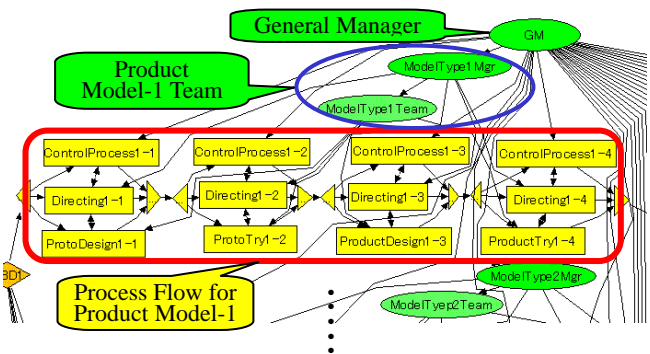 General Manager
GM
Product
Model-1 Team
ModelType1 Mgr
ModelType1 Team
ControlProcess1-1
ControlProcess1-2
ControlProcess1-3
ControlProcess1-4
Directing1-1
Directing1-2
Directing1-3
Directing1-4
ProtoDesign1-1
ProtoTry1-2
ProductDesign1-3
ProductTry1-4
BD1
Process Flow for
Product Model-1
ModelType2Mgr
ModelTyep2Team